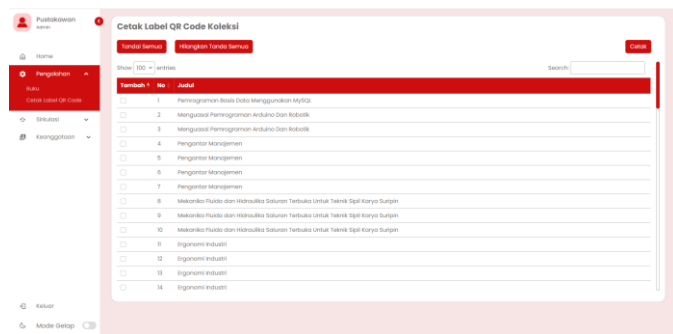 Pustakawan
Admin
Home
Pengolahan
Buku
Cetak Label QR Code
Sirkulasi
Keanggotaan
Keluar
Mode Gelap
Cetak Label QR Code Koleksi
Tandai Semua Hilangkan Tanda Semua Cetak
Show 100 entries Search:
Tambah No Judul
1 Pemrograman Basis Data Menggunakan MySQL
2 Menguasai Pemrograman Arduino Dan Robotik
3 Menguasai Pemrograman Arduino Dan Robotik
4 Pengantar Manajemen
5 Pengantar Manajemen
6 Pengantar Manajemen
7 Pengantar Manajemen
8 Mekanika Fluida dan Hidraulika Saluran Terbuka Untuk Teknik Sipil Karya Suripin
9 Mekanika Fluida dan Hidraulika Saluran Terbuka Untuk Teknik Sipil Karya Suripin
10 Mekanika Fluida dan Hidraulika Saluran Terbuka Untuk Teknik Sipil Karya Suripin
11 Ergonomi Industri
12 Ergonomi Industri
13 Ergonomi Industri
14 Ergonomi Industri